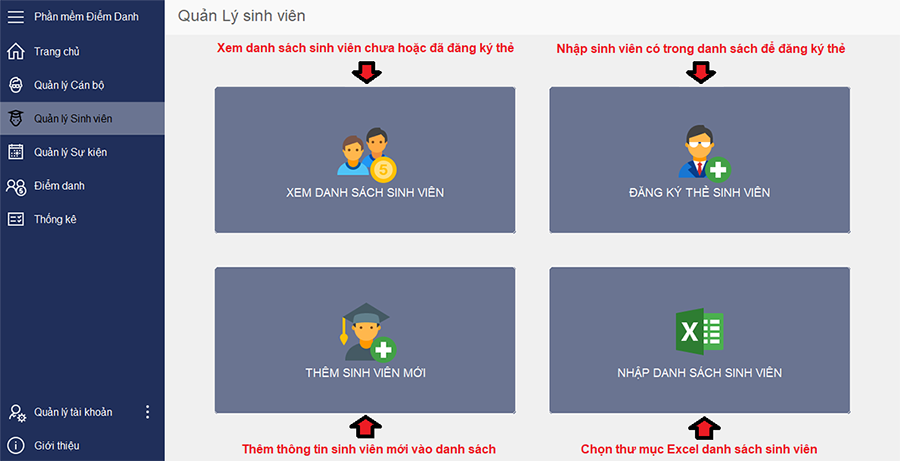 Phần mềm Điểm Danh
Trang chủ
Quản lý Cán bộ
Quản lý Sinh viên
Quản lý Sự kiện
Điểm danh
Thống kê
Quản lý tài khoản
Giới thiệu
Quản Lý sinh viên
Xem danh sách sinh viên chưa hoặc đã đăng ký thẻ
Nhập sinh viên có trong danh sách để đăng ký thẻ
5
XEM DANH SÁCH SINH VIÊN
ĐĂNG KÝ THẺ SINH VIÊN
THÊM SINH VIÊN MỚI
X
NHẬP DANH SÁCH SINH VIÊN
Thêm thông tin sinh viên mới vào danh sách
Chọn thư mục Excel danh sách sinh viên